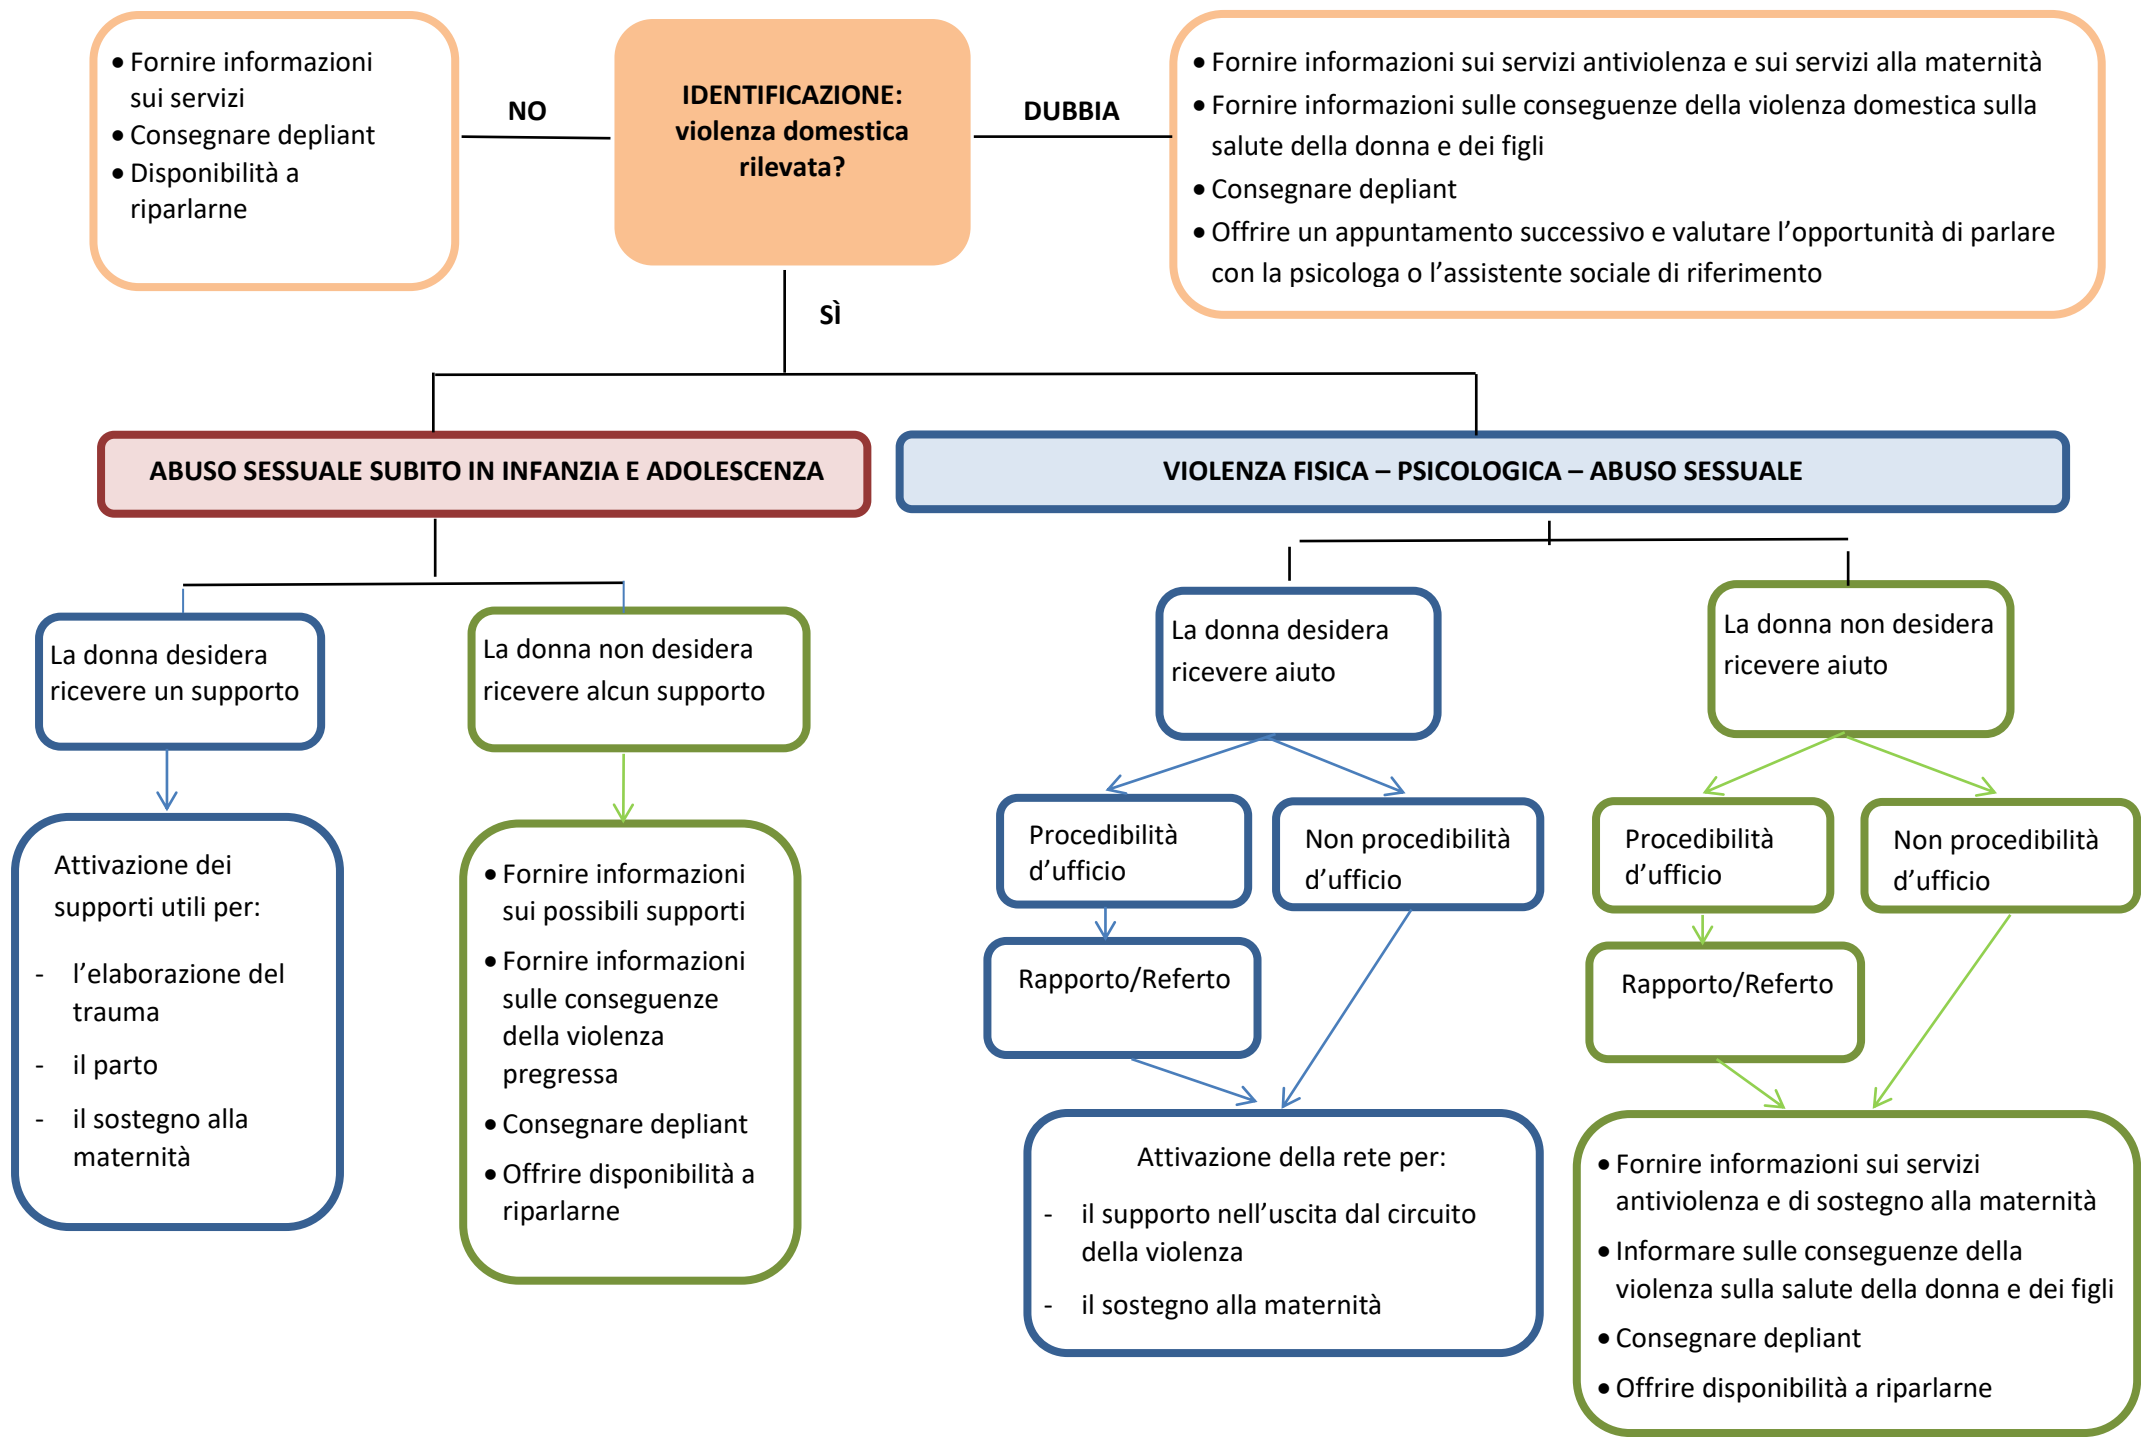 • Fornire informazioni
sui servizi
• Consegnare depliant
• Disponibilità a
riparlarne
NO
IDENTIFICAZIONE:
violenza domestica
rilevata?
DUBBIA
• Fornire informazioni sui servizi antiviolenza e sui servizi alla maternità
• Fornire informazioni sulle conseguenze della violenza domestica sulla
salute della donna e dei figli
• Consegnare depliant
• Offrire un appuntamento successivo e valutare l’opportunità di parlare
con la psicologa o l’assistente sociale di riferimento
SÌ
ABUSO SESSUALE SUBITO IN INFANZIA E ADOLESCENZA
VIOLENZA FISICA – PSICOLOGICA – ABUSO SESSUALE
La donna desidera
ricevere un supporto
La donna non desidera
ricevere alcun supporto
La donna desidera
ricevere aiuto
La donna non desidera
ricevere aiuto
Attivazione dei
supporti utili per:
- l’elaborazione del
trauma
- il parto
- il sostegno alla
maternità
• Fornire informazioni
sui possibili supporti
• Fornire informazioni
sulle conseguenze
della violenza
pregressa
• Consegnare depliant
• Offrire disponibilità a
riparlarne
Procedibilità
d’ufficio
Non procedibilità
d’ufficio
Rapporto/Referto
Attivazione della rete per:
- il supporto nell’uscita dal circuito
della violenza
- il sostegno alla maternità
Procedibilità
d’ufficio
Non procedibilità
d’ufficio
Rapporto/Referto
• Fornire informazioni sui servizi
antiviolenza e di sostegno alla maternità
• Informare sulle conseguenze della
violenza sulla salute della donna e dei figli
• Consegnare depliant
• Offrire disponibilità a riparlarne